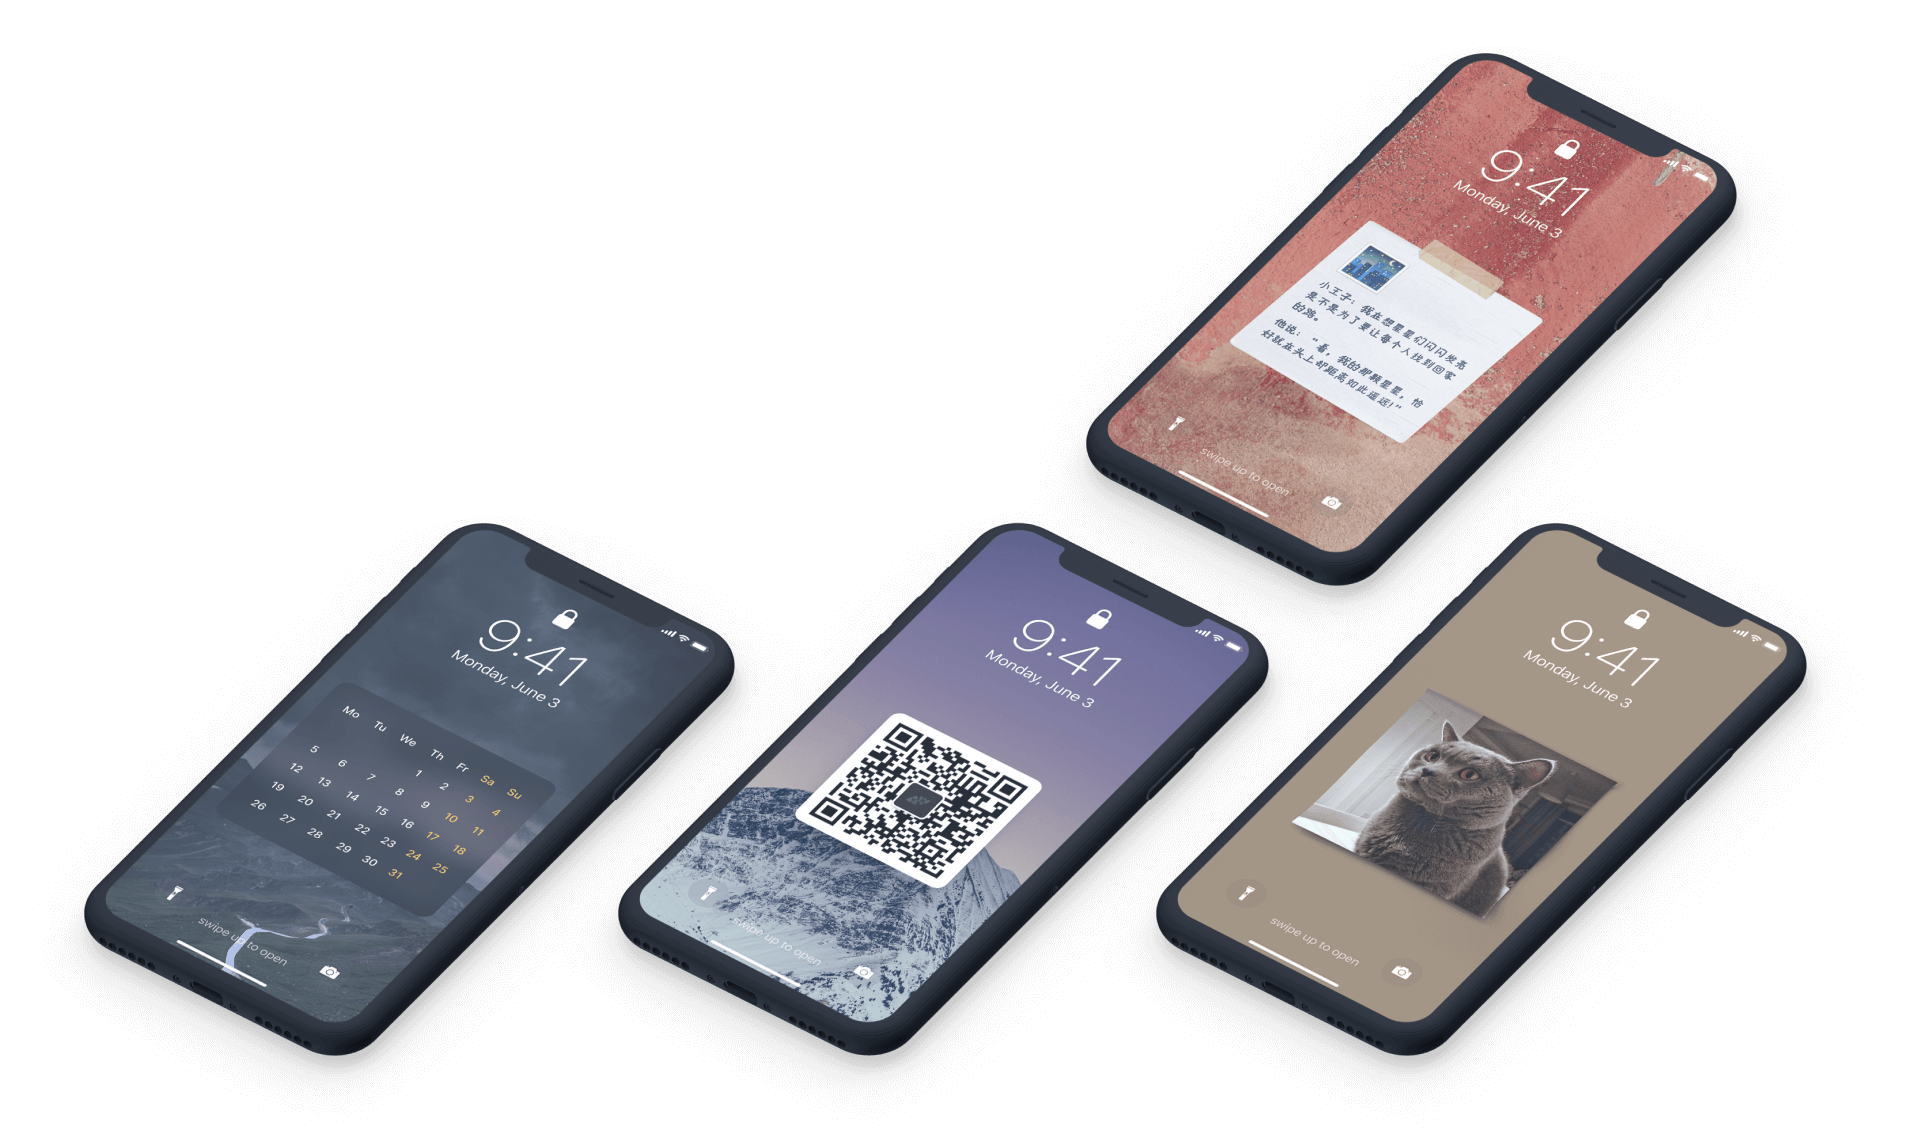 9:41
Monday, June 3
小王子：我在想星星们闪闪发亮
是不是为了要让每个人找到回家
的路。
他说：“看，我的那颗星星，恰
好就在头上却距离如此遥远!”
swipe up to open
9:41
Monday, June 3
Mo Tu We Th Fr Sa Su
1 2 3 4
5 6 7 8 9 10 11
12 13 14 15 16 17 18
19 20 21 22 23 24 25
26 27 28 29 30 31
swipe up to open
9:41
Monday, June 3
swipe up to open
9:41
Monday, June 3
swipe up to open